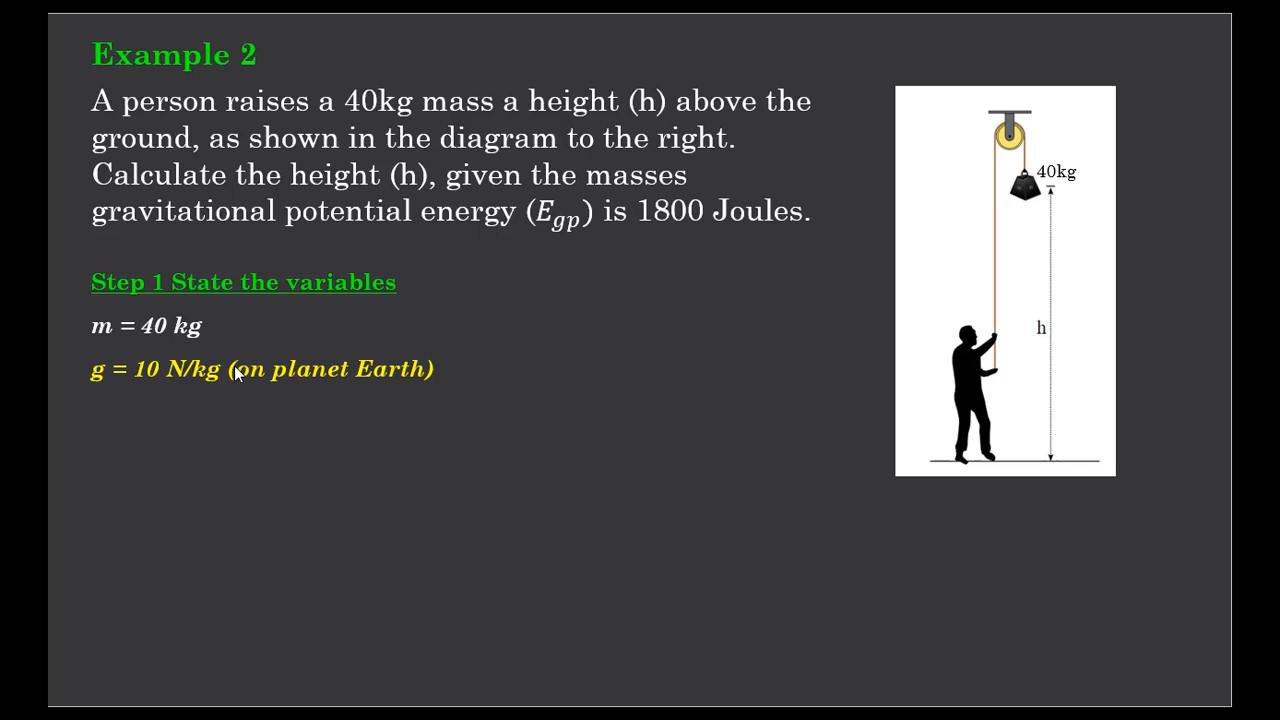 Example 2
A person raises a 40kg mass a height (h) above the
ground, as shown in the diagram to the right.
Calculate the height (h), given the masses
gravitational potential energy (E_gp) is 1800 Joules.
Step 1 State the variables
m = 40 kg
g = 10 N/kg (on planet Earth)
40kg
h